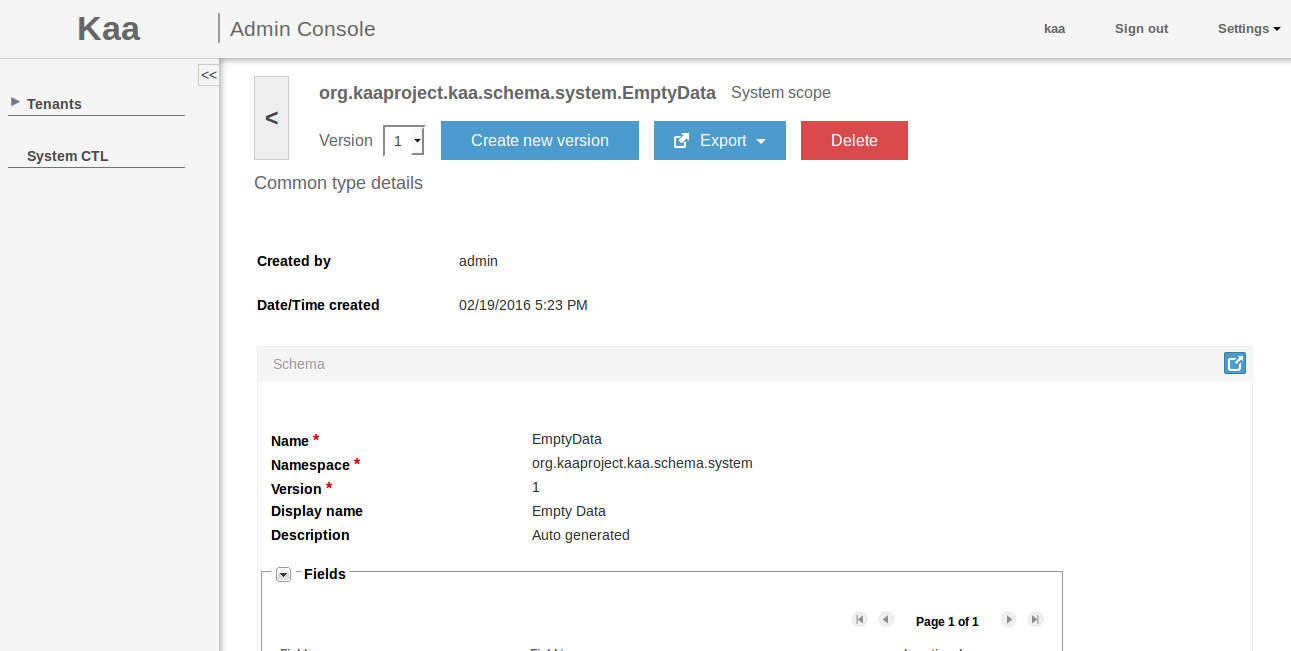 Kaa
Admin Console
kaa
Sign out
Settings
<<
Tenants
System CTL
<
org.kaaproject.kaa.schema.system.EmptyData System scope
Version 1 Create new version Export Delete
Common type details
Created by admin
Date/Time created 02/19/2016 5:23 PM
Schema
Name * EmptyData
Namespace * org.kaaproject.kaa.schema.system
Version * 1
Display name Empty Data
Description Auto generated
Fields
Page 1 of 1